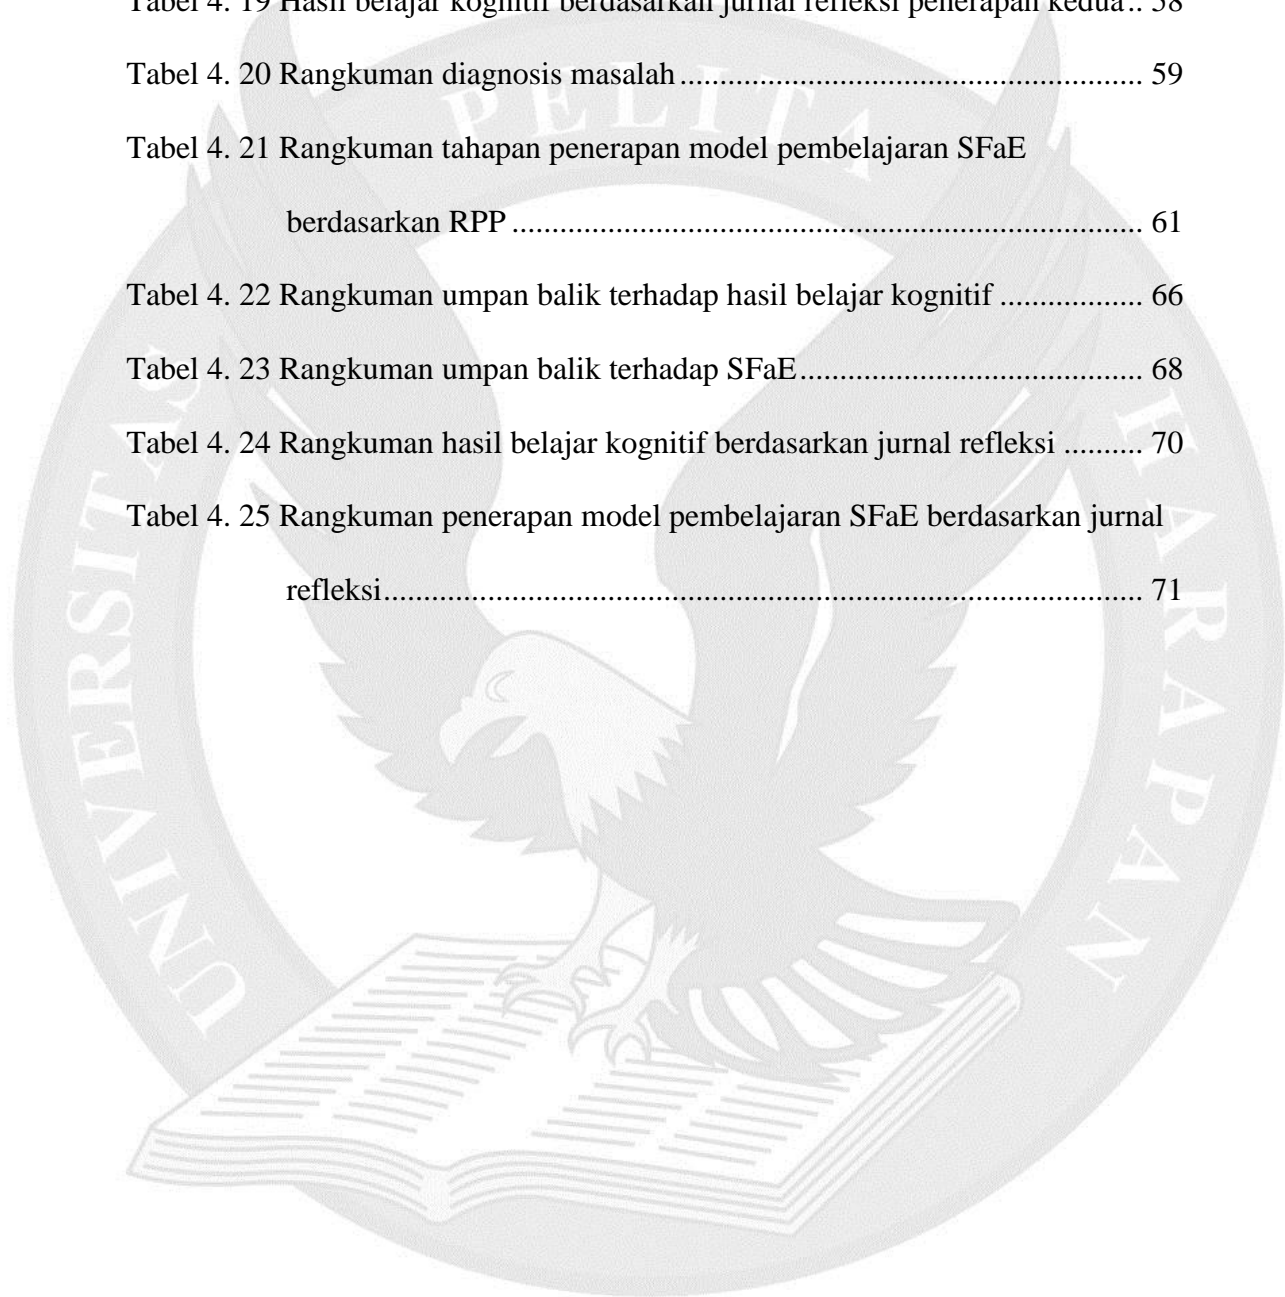 Tabel 4. 19 Hasil belajar kognitif berdasarkan jurnal refleksi penerapan kedua.. 58
Tabel 4. 20 Rangkuman diagnosis masalah.......................................................... 59
Tabel 4. 21 Rangkuman tahapan penerapan model pembelajaran SFaE
berdasarkan RPP ............................................................................... 61
Tabel 4. 22 Rangkuman umpan balik terhadap hasil belajar kognitif .................. 66
Tabel 4. 23 Rangkuman umpan balik terhadap SFaE........................................... 68
Tabel 4. 24 Rangkuman hasil belajar kognitif berdasarkan jurnal refleksi .......... 70
Tabel 4. 25 Rangkuman penerapan model pembelajaran SFaE berdasarkan jurnal
refleksi............................................................................................... 71
UNIVERSITAS PELITA HARAPAN